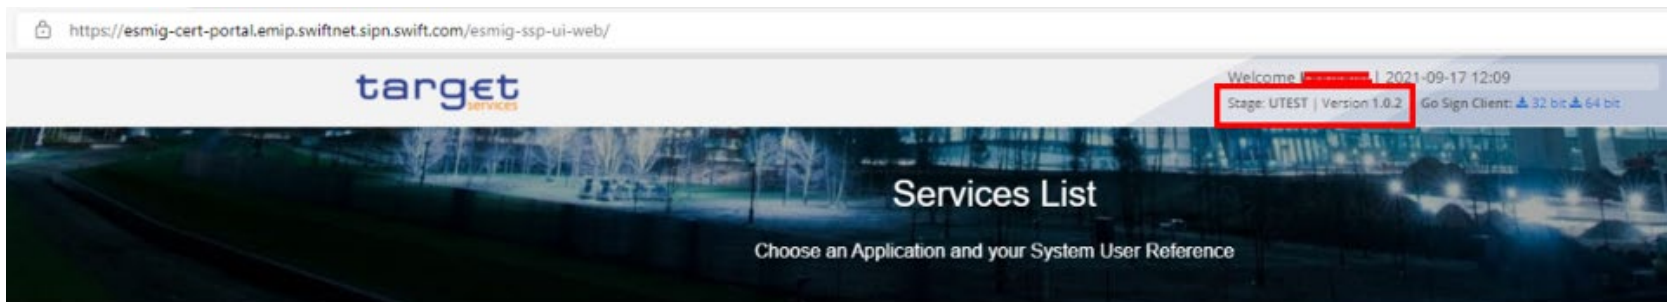 https://esmig-cert-portal.emip.swiftnet.sipn.swift.com/esmig-ssp-ui-web/
target
services
Welcome | 2021-09-17 12:09
Stage: UTEST | Version 1.0.2 Go Sign Client: 32 bit 64 bit
Services List
Choose an Application and your System User Reference